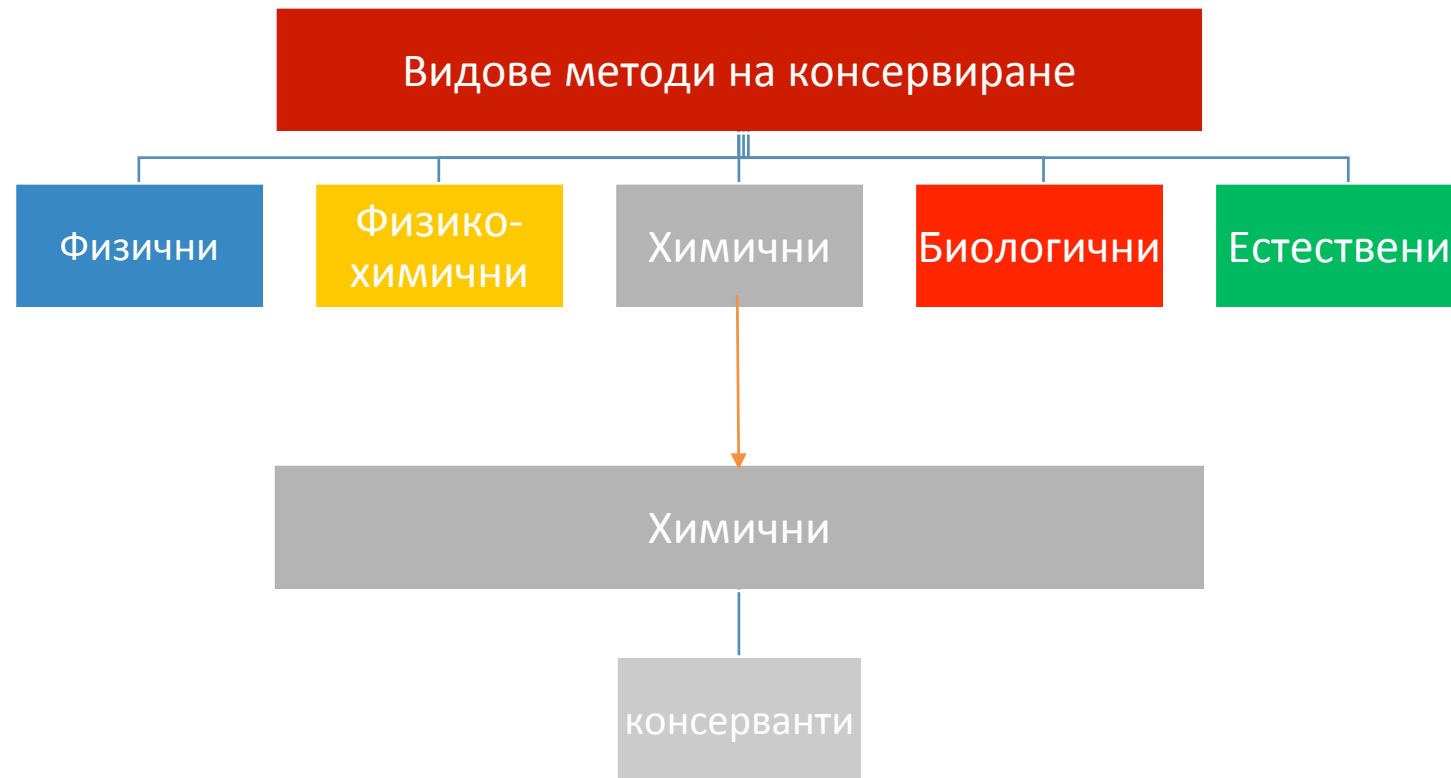 Видове методи на консервиране
Физични
Физико-
химични
Химични
Биологични
Естествени
Химични
консерванти